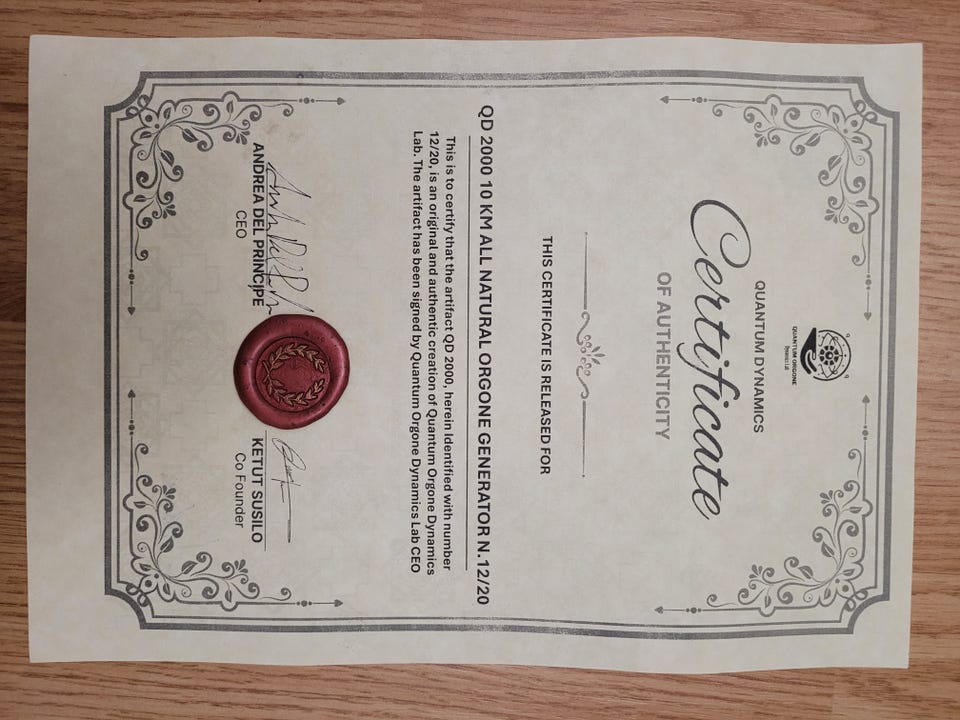 QUANTUM ORGONE
Dynamics Lab
QUANTUM DYNAMICS
Certificate
OF AUTHENTICITY
THIS CERTIFICATE IS RELEASED FOR
QD 2000 10 KM ALL NATURAL ORGONE GENERATOR N.12/20
This is to certify that the artifact QD 2000, herein Identified with number
12/20, is an original and authentic creation of Quantum Orgone Dynamics
Lab. The artifact has been signed by Quantum Orgone Dynamics Lab CEO
ANDREA DEL PRINCIPE
CEO
KETUT SUSILO
Co Founder